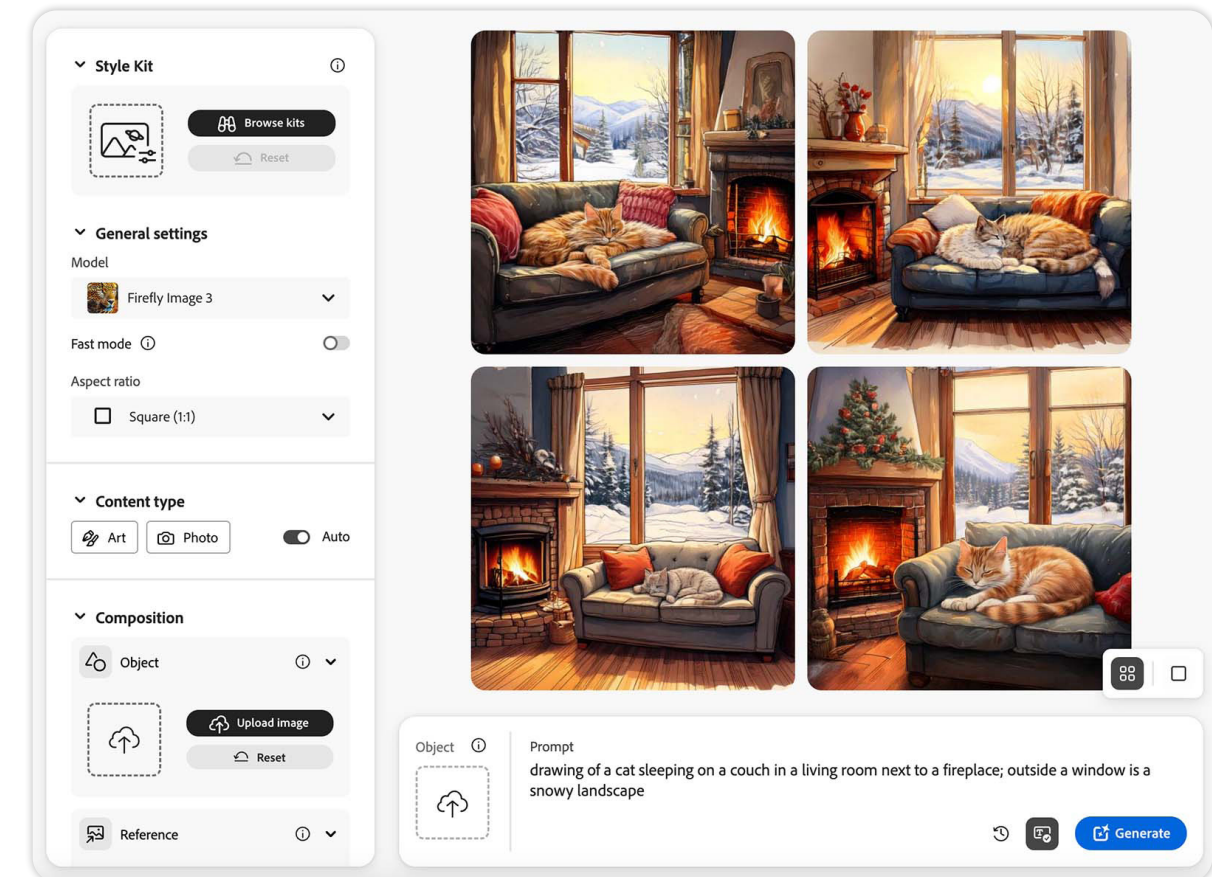 Style Kit
Browse kits
Reset
General settings
Model
Firefly Image 3
Fast mode
Aspect ratio
Square (1:1)
Content type
Art
Photo
Auto
Composition
Object
Upload image
Reset
Reference
Object
Prompt
drawing of a cat sleeping on a couch in a living room next to a fireplace; outside a window is a
snowy landscape
Generate